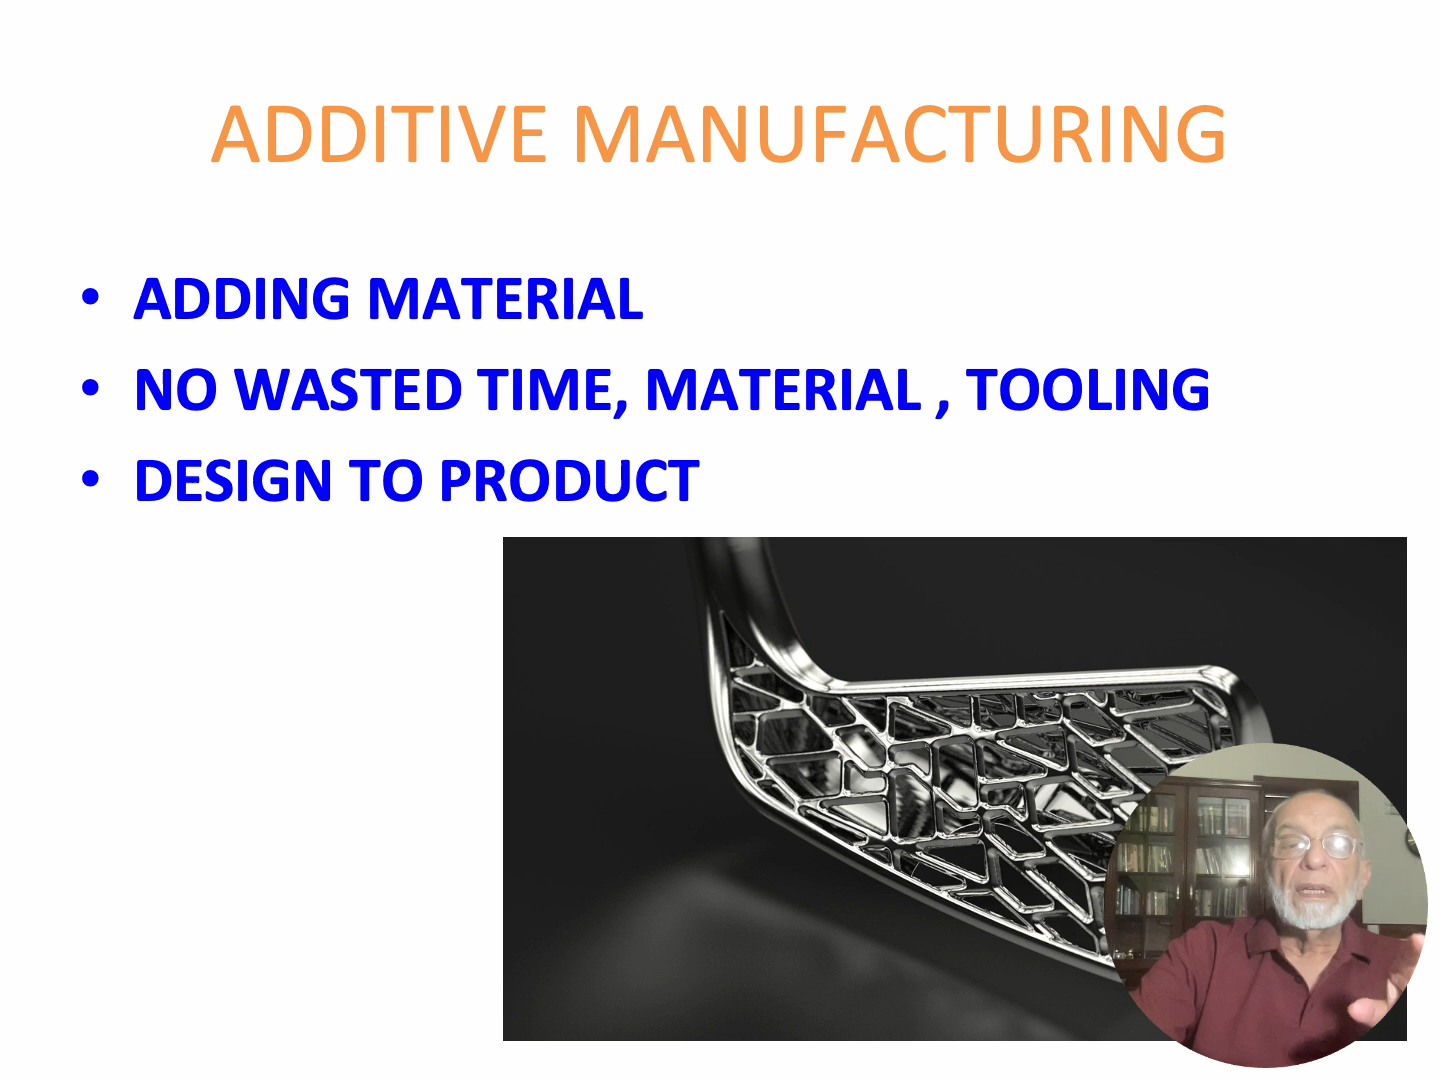 ADDITIVE MANUFACTURING
• ADDING MATERIAL
• NO WASTED TIME, MATERIAL , TOOLING
• DESIGN TO PRODUCT